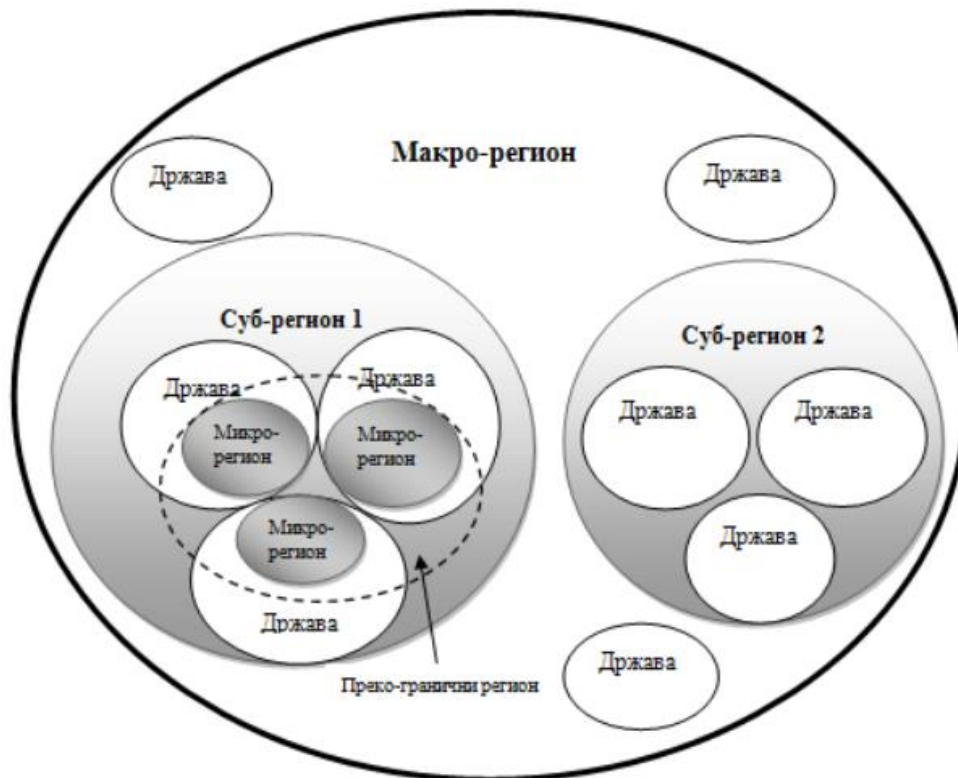 Макро-регион
Држава
Држава
Суб-регион 1
Држава
Држава
Микро-
регион
Микро-
регион
Микро-
регион
Држава
Преко-гранични регион
Суб-регион 2
Држава
Држава
Држава
Држава